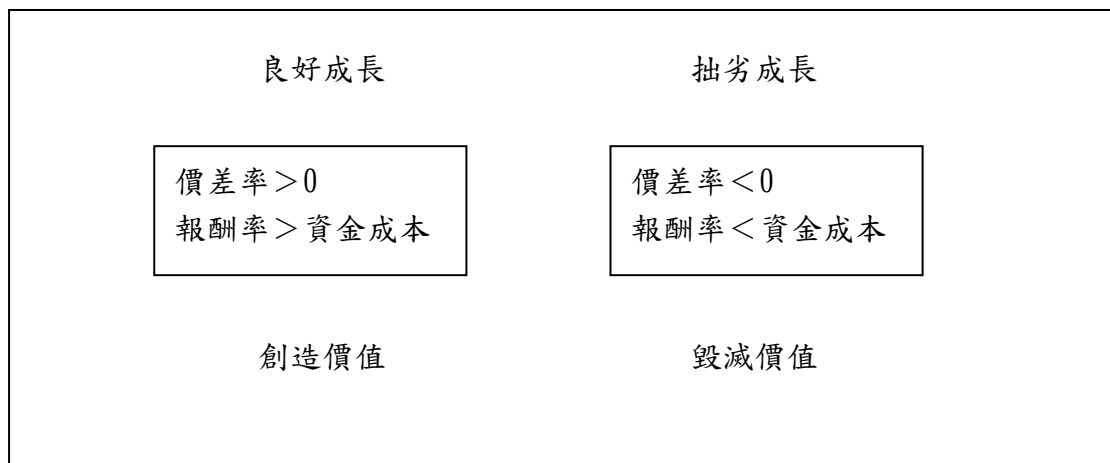 良好成長
拙劣成長
價差率＞0
報酬率＞資金成本
價差率＜0
報酬率＜資金成本
創造價值
毀滅價值